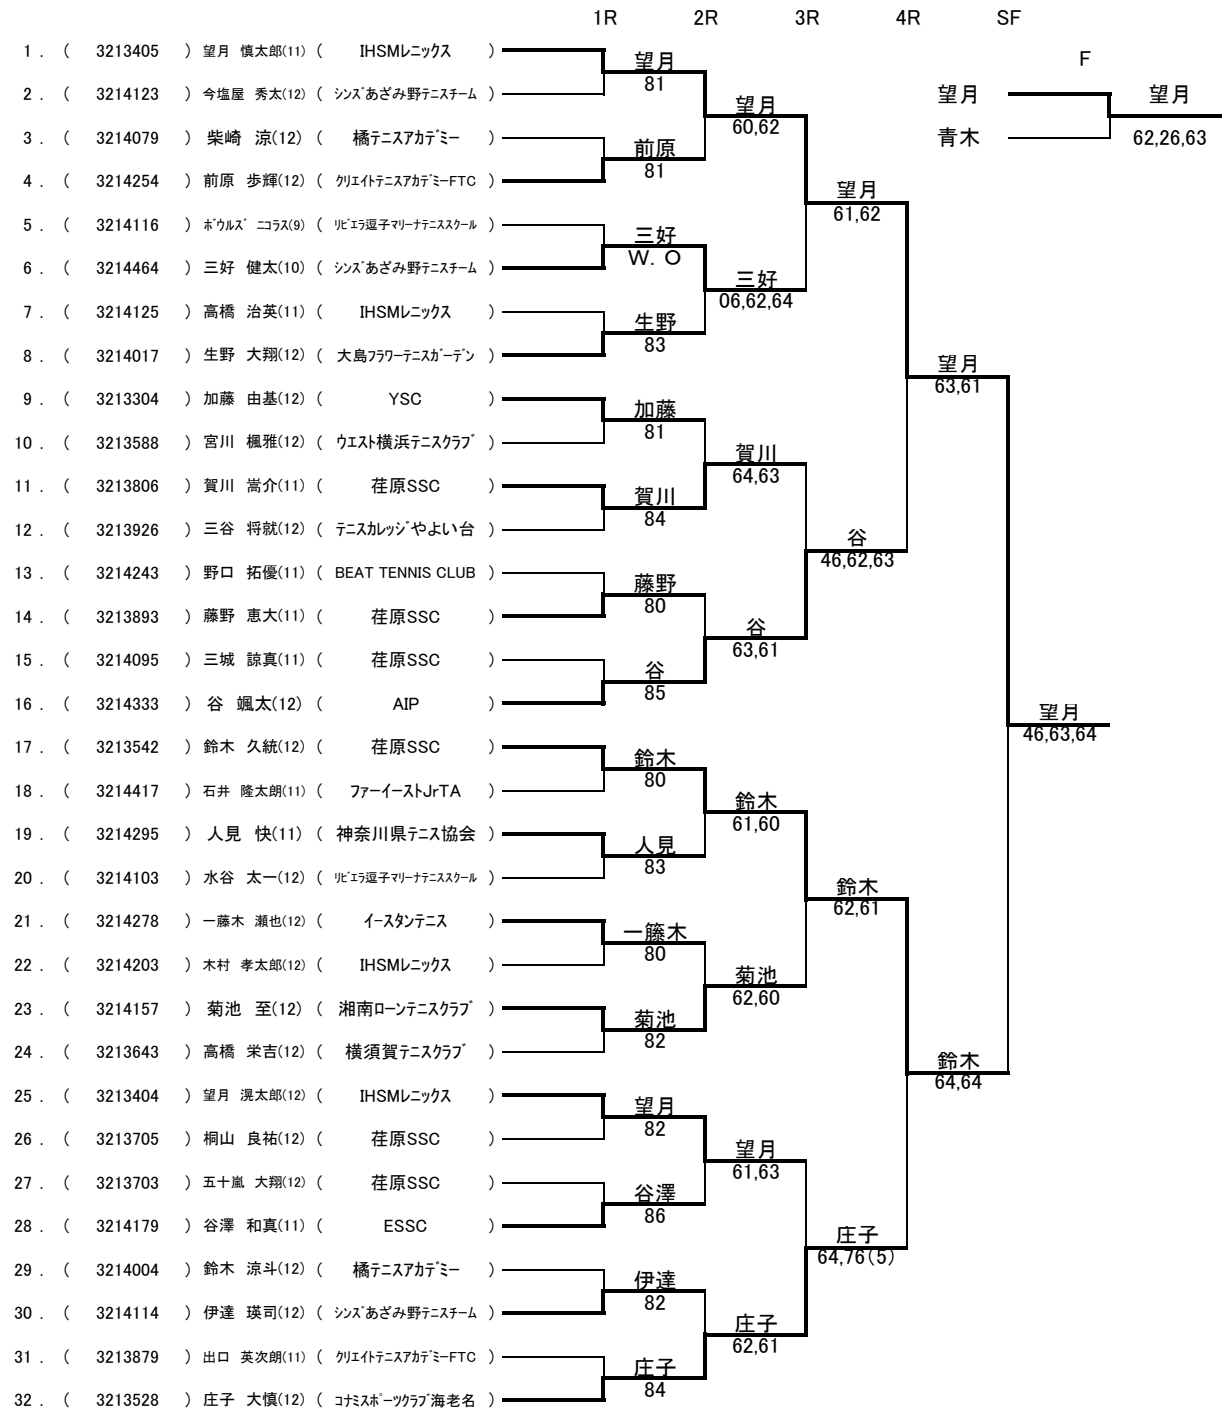 1R 2R 3R 4R SF
F
1 . ( 3213405 ) 望月 慎太郎(11) ( IHSMレニックス )
望月
81
2 . ( 3214123 ) 今塩屋 秀太(12) ( シンズあざみ野テニスチーム )
望月 望月
望月
60,62
3 . ( 3214079 ) 柴崎 涼(12) ( 橘テニスアカデミー )
青木 62,26,63
前原
81
4 . ( 3214254 ) 前原 歩輝(12) ( クリエイトテニスアカデミーFTC )
望月
61,62
5 . ( 3214116 ) ボウルズ ニコラス(9) ( リビエラ逗子マリーナテニススクール )
三好
W.O
6 . ( 3214464 ) 三好 健太(10) ( シンズあざみ野テニスチーム )
三好
06,62,64
7 . ( 3214125 ) 高橋 治英(11) ( IHSMレニックス )
生野
83
8 . ( 3214017 ) 生野 大翔(12) ( 大島フラワーテニスガーデン )
望月
63,61
9 . ( 3213304 ) 加藤 由基(12) ( YSC )
加藤
81
10 . ( 3213588 ) 宮川 楓雅(12) ( ウエスト横浜テニスクラブ )
賀川
64,63
11 . ( 3213806 ) 賀川 嵩介(11) ( 荏原SSC )
賀川
84
12 . ( 3213926 ) 三谷 将就(12) ( テニスカレッジやよい台 )
谷
46,62,63
13 . ( 3214243 ) 野口 拓優(11) ( BEAT TENNIS CLUB )
藤野
80
14 . ( 3213893 ) 藤野 恵大(11) ( 荏原SSC )
谷
63,61
15 . ( 3214095 ) 三城 諒真(11) ( 荏原SSC )
谷
85
16 . ( 3214333 ) 谷 颯太(12) ( AIP )
望月
46,63,64
17 . ( 3213542 ) 鈴木 久統(12) ( 荏原SSC )
鈴木
80
18 . ( 3214417 ) 石井 隆太朗(11) ( ファーイーストJrTA )
鈴木
61,60
19 . ( 3214295 ) 人見 快(11) ( 神奈川県テニス協会 )
人見
83
20 . ( 3214103 ) 水谷 太一(12) ( リビエラ逗子マリーナテニススクール )
鈴木
62,61
21 . ( 3214278 ) 一藤木 瀬也(12) ( イースタンテニス )
一籐木
80
22 . ( 3214203 ) 木村 孝太郎(12) ( IHSMレニックス )
菊池
62,60
23 . ( 3214157 ) 菊池 至(12) ( 湘南ローンテニスクラブ )
菊池
82
24 . ( 3213643 ) 高橋 栄吉(12) ( 横須賀テニスクラブ )
鈴木
64,64
25 . ( 3213404 ) 望月 滉太郎(12) ( IHSMレニックス )
望月
82
26 . ( 3213705 ) 桐山 良祐(12) ( 荏原SSC )
望月
61,63
27 . ( 3213703 ) 五十嵐 大翔(12) ( 荏原SSC )
谷澤
86
28 . ( 3214179 ) 谷澤 和真(11) ( ESSC )
庄子
64,76(5)
29 . ( 3214004 ) 鈴木 涼斗(12) ( 橘テニスアカデミー )
伊達
82
30 . ( 3214114 ) 伊達 瑛司(12) ( シンズあざみ野テニスチーム )
庄子
62,61
31 . ( 3213879 ) 出口 英次朗(11) ( クリエイトテニスアカデミーFTC )
庄子
84
32 . ( 3213528 ) 庄子 大慎(12) ( コナミスポーツクラブ海老名 )